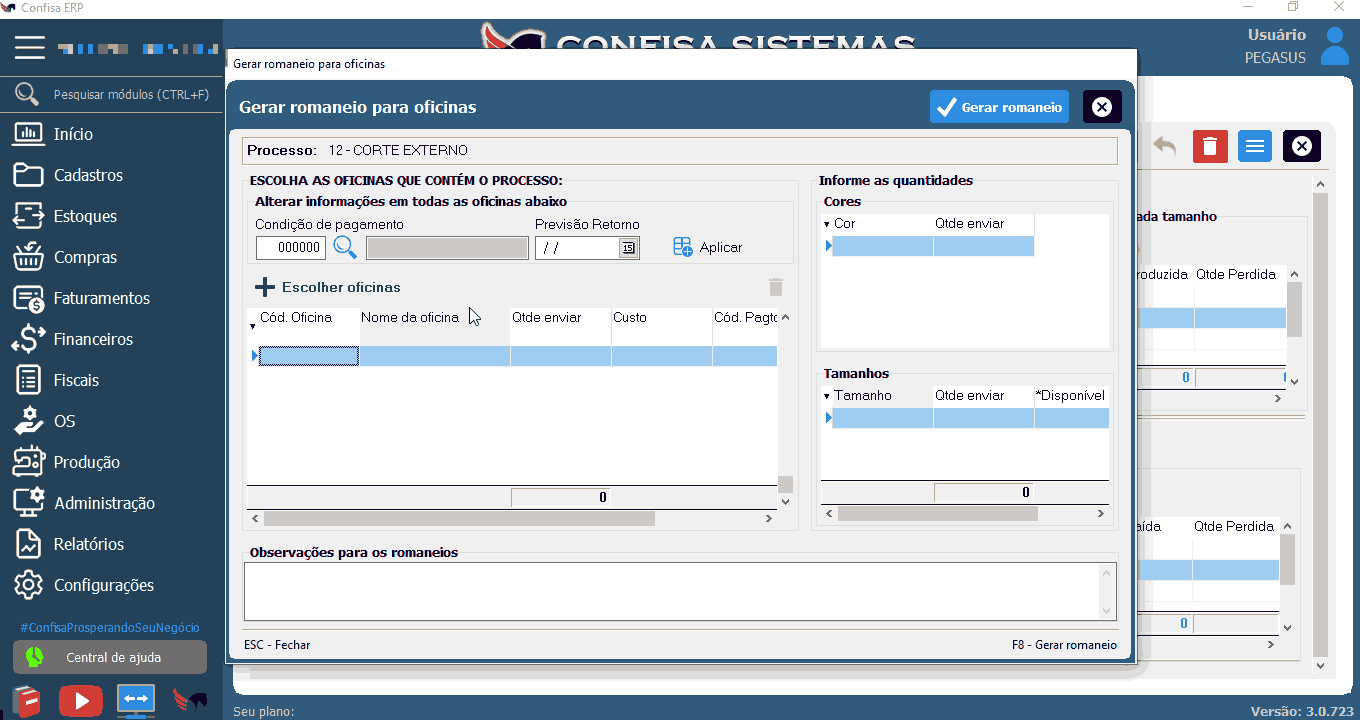 Confisa ERP
CONFISA SISTEMAS
Usuário
PEGASUS
Pesquisar módulos (CTRL+F)
Início
Cadastros
Estoques
Compras
Faturamentos
Financeiros
Fiscais
OS
Produção
Administração
Relatórios
Configurações
#ConfisaProsperandoSeuNegócio
Central de ajuda
Gerar romaneio para oficinas
Gerar romaneio para oficinas
Gerar romaneio
Processo: 12 - CORTE EXTERNO
ESCOLHA AS OFICINAS QUE CONTÉM O PROCESSO:
Alterar informações em todas as oficinas abaixo
Condição de pagamento Previsão Retorno
000000 / / 15 Aplicar
Escolher oficinas
Cód. Oficina Nome da oficina Qtde enviar Custo Cód. Pagto
0
Informe as quantidades
Cores
Cor Qtde enviar
Tamanhos
Tamanho Qtde enviar *Disponível
0
Observações para os romaneios
ESC - Fechar F8 - Gerar romaneio
ada tamanho
roduzida Qtde Perdida
0
aída Qtde Perdida
0
Seu plano: Versão: 3.0.723